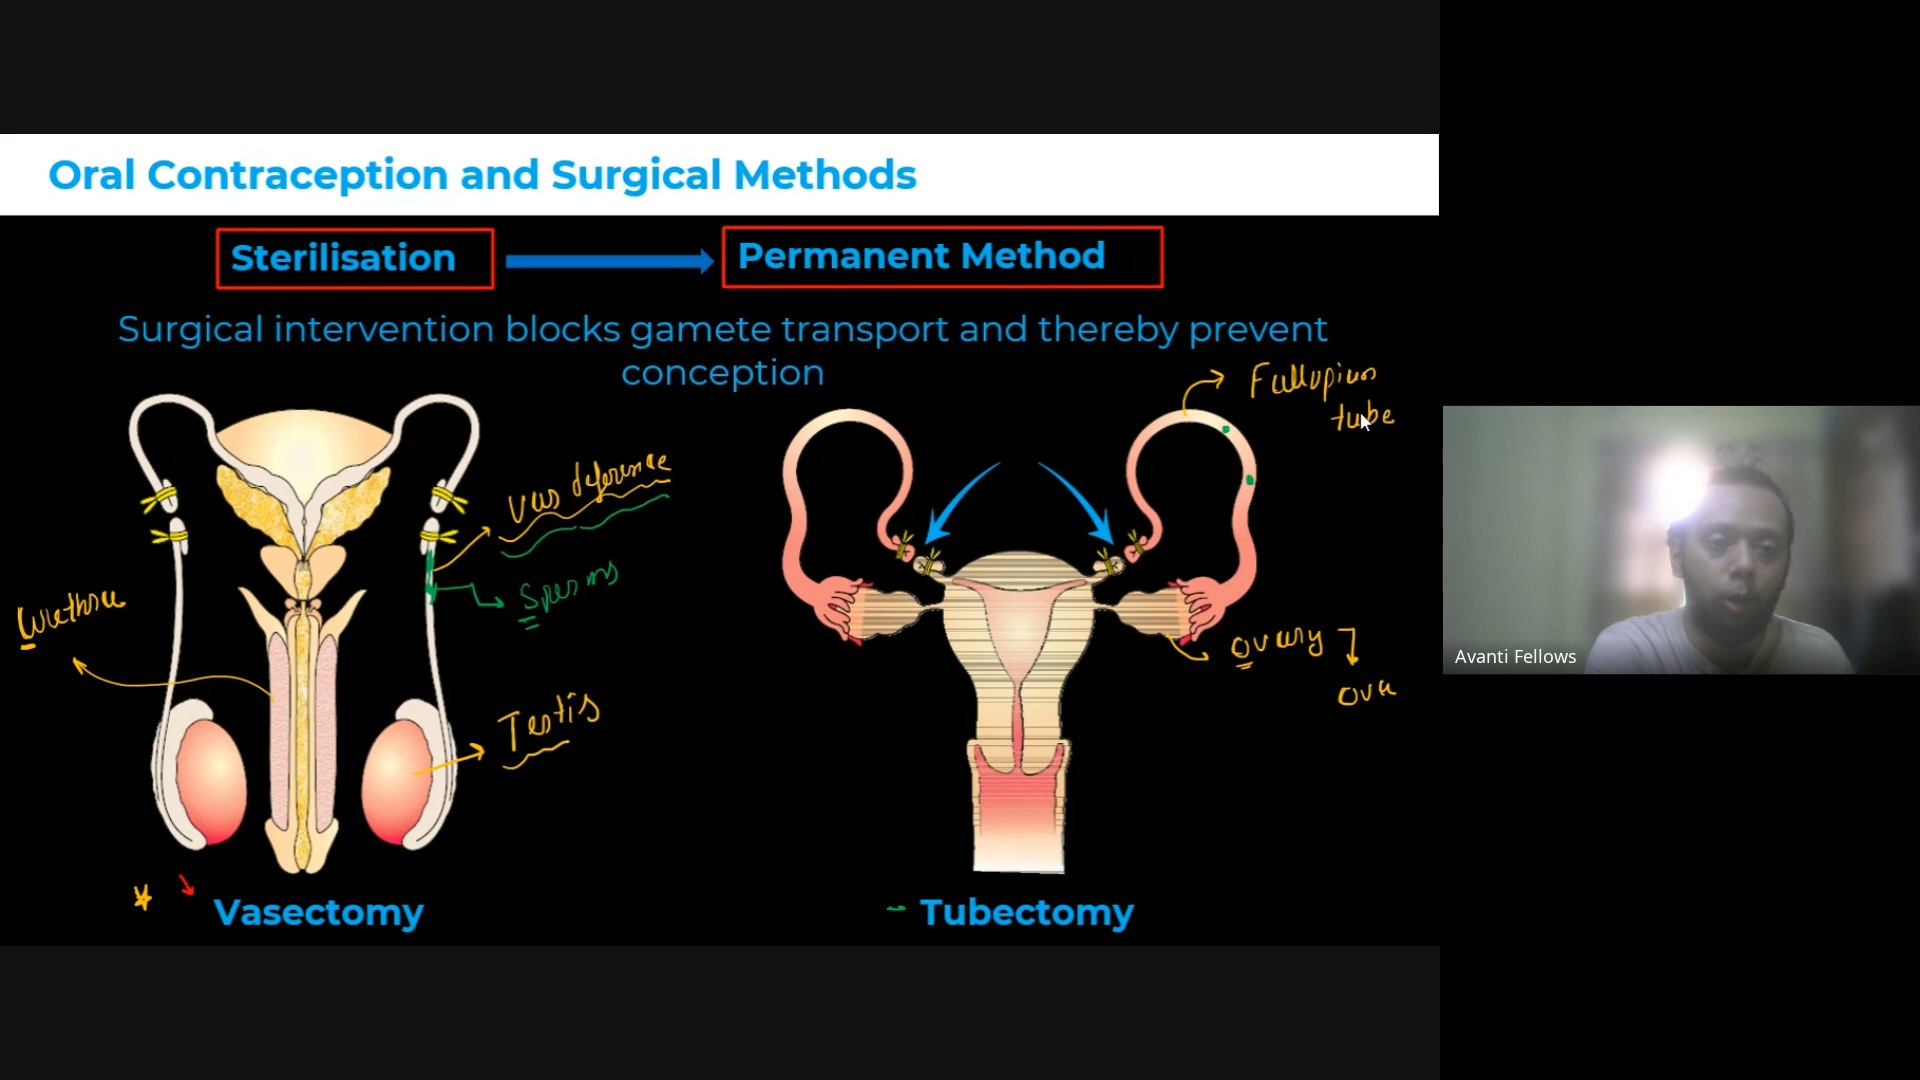 Oral Contraception and Surgical Methods
Sterilisation
Permanent Method
Surgical intervention blocks gamete transport and thereby prevent
conception
Fallopian
tube
vas deference
Sperms
Urethra
Testis
Ovary
Ova
Vasectomy
Tubectomy
Avanti Fellows